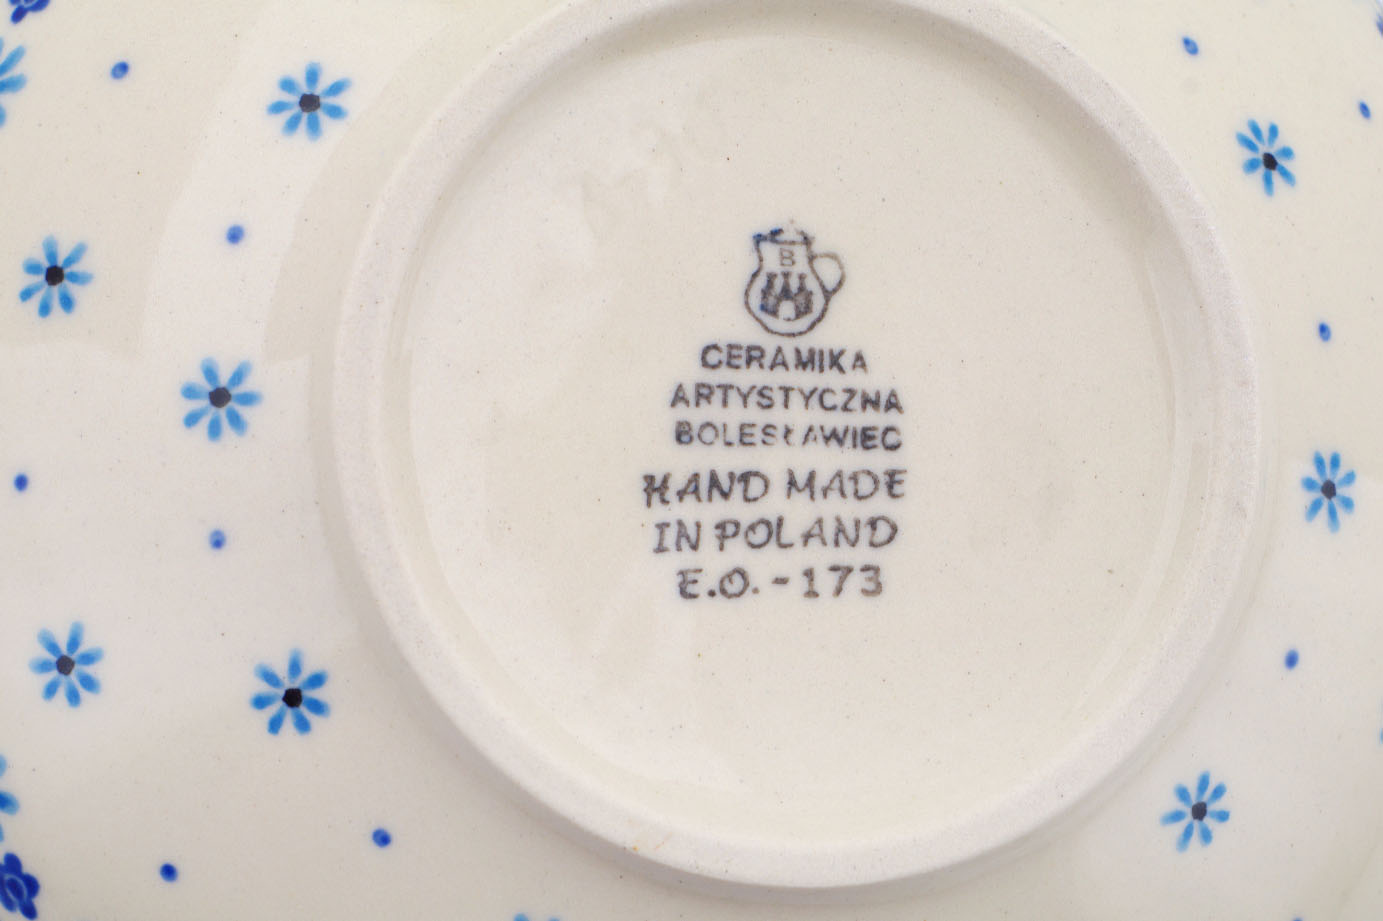 B
CERAMIKA
ARTYSTYCZNA
BOLESŁAWIEC
HAND MADE
IN POLAND
E.O. - 173